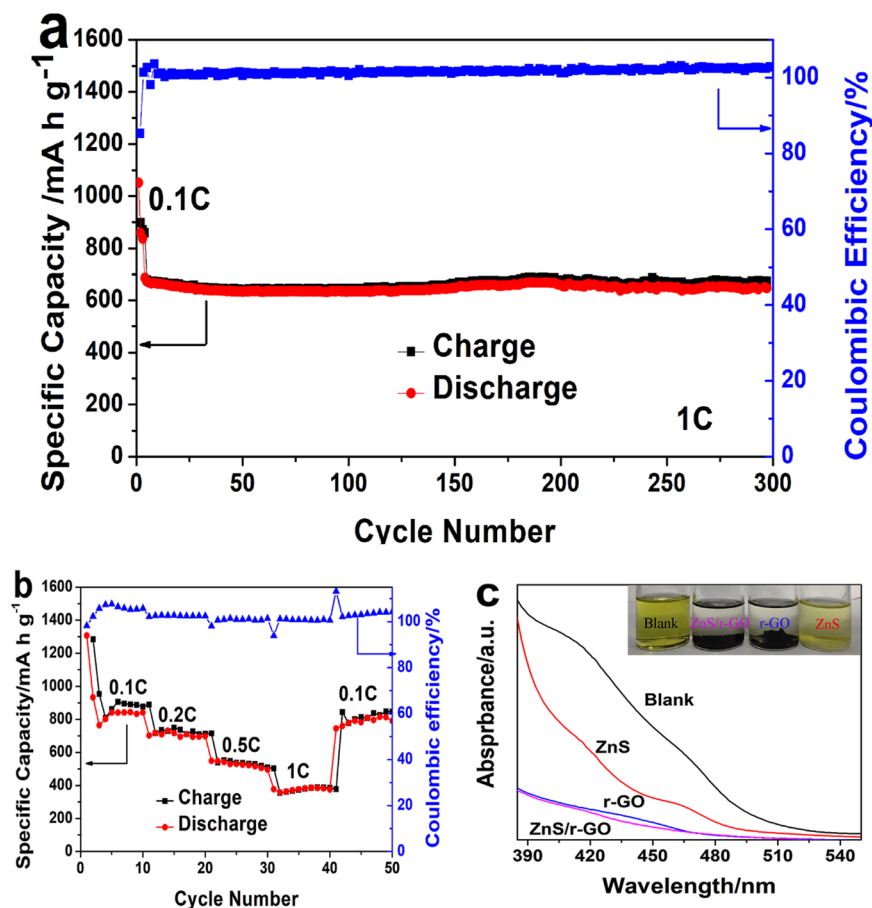 a
Specific Capacity /mA h g⁻¹
1600
1400
1200
1000
800
600
400
200
0
0.1C
Charge
Discharge
1C
50
100
150
200
250
300
Cycle Number
100
80
60
40
20
0
Coulomibic Efficiency/%
b
Specific Capacity/mA h g⁻¹
1600
1400
1200
1000
800
600
400
200
0
0.1C
0.2C
0.5C
1C
0.1C
Charge
Discharge
0
10
20
30
40
50
Cycle Number
120
100
80
60
40
20
0
Coulombic efficiency/%
c
Absprbance/a.u.
Blank
ZnS/r-GO
r-GO
ZnS
Blank
ZnS
r-GO
ZnS/r-GO
390
420
450
480
510
540
Wavelength/nm